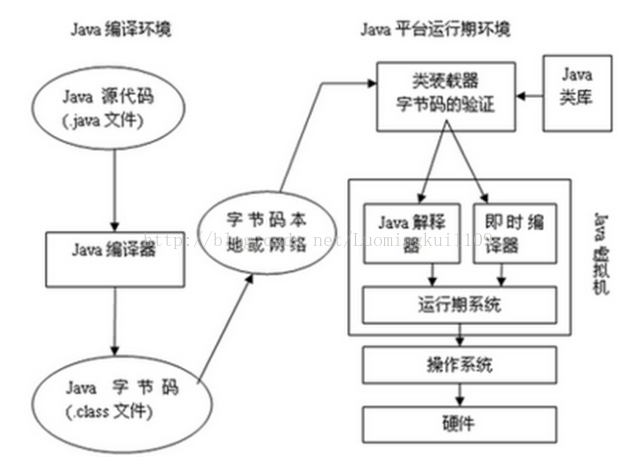 Java 编译环境
Java 平台运行期环境
Java 源代码
(.java 文件)
类装载器
字节码的验证
Java
类库
字节码本
地或网络
Java 解释
器
即时编
译器
Java 虚拟机
Java 编译器
运行期系统
操作系统
Java 字节码
(.class 文件)
硬件